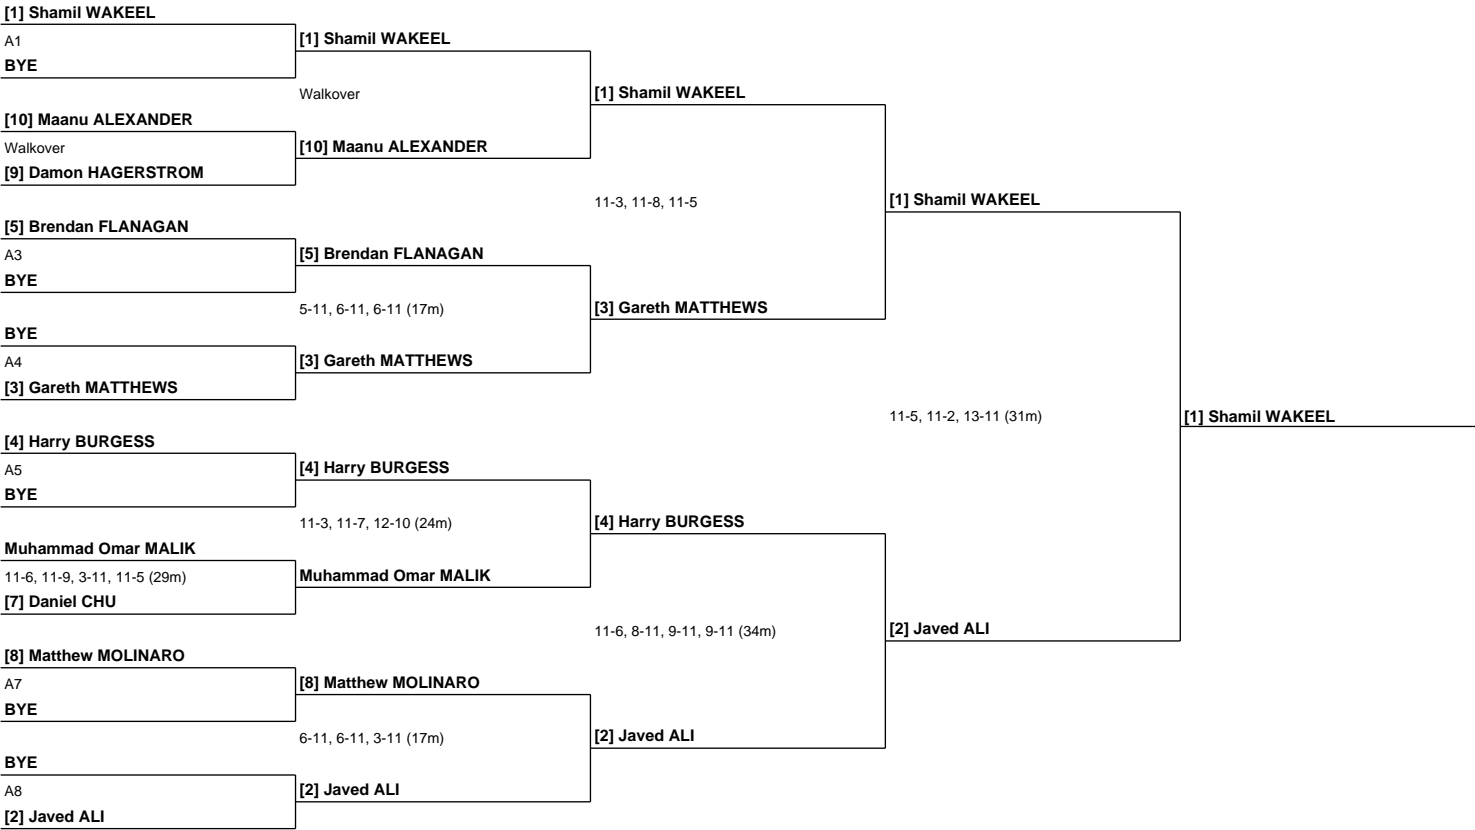 [1] Shamil WAKEEL
A1
BYE
[10] Maanu ALEXANDER
Walkover
[9] Damon HAGERSTROM
[5] Brendan FLANAGAN
A3
BYE
BYE
A4
[3] Gareth MATTHEWS
[4] Harry BURGESS
A5
BYE
Muhammad Omar MALIK
11-6, 11-9, 3-11, 11-5 (29m)
[7] Daniel CHU
[8] Matthew MOLINARO
A7
BYE
BYE
A8
[2] Javed ALI
[1] Shamil WAKEEL
Walkover
[10] Maanu ALEXANDER
[5] Brendan FLANAGAN
5-11, 6-11, 6-11 (17m)
[3] Gareth MATTHEWS
[4] Harry BURGESS
11-3, 11-7, 12-10 (24m)
Muhammad Omar MALIK
[8] Matthew MOLINARO
6-11, 6-11, 3-11 (17m)
[2] Javed ALI
[1] Shamil WAKEEL
11-3, 11-8, 11-5
[3] Gareth MATTHEWS
[4] Harry BURGESS
11-6, 8-11, 9-11, 9-11 (34m)
[2] Javed ALI
[1] Shamil WAKEEL
11-5, 11-2, 13-11 (31m)
[2] Javed ALI
[1] Shamil WAKEEL